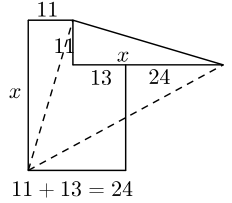 11
11
x
13 24
x
11 + 13 = 24